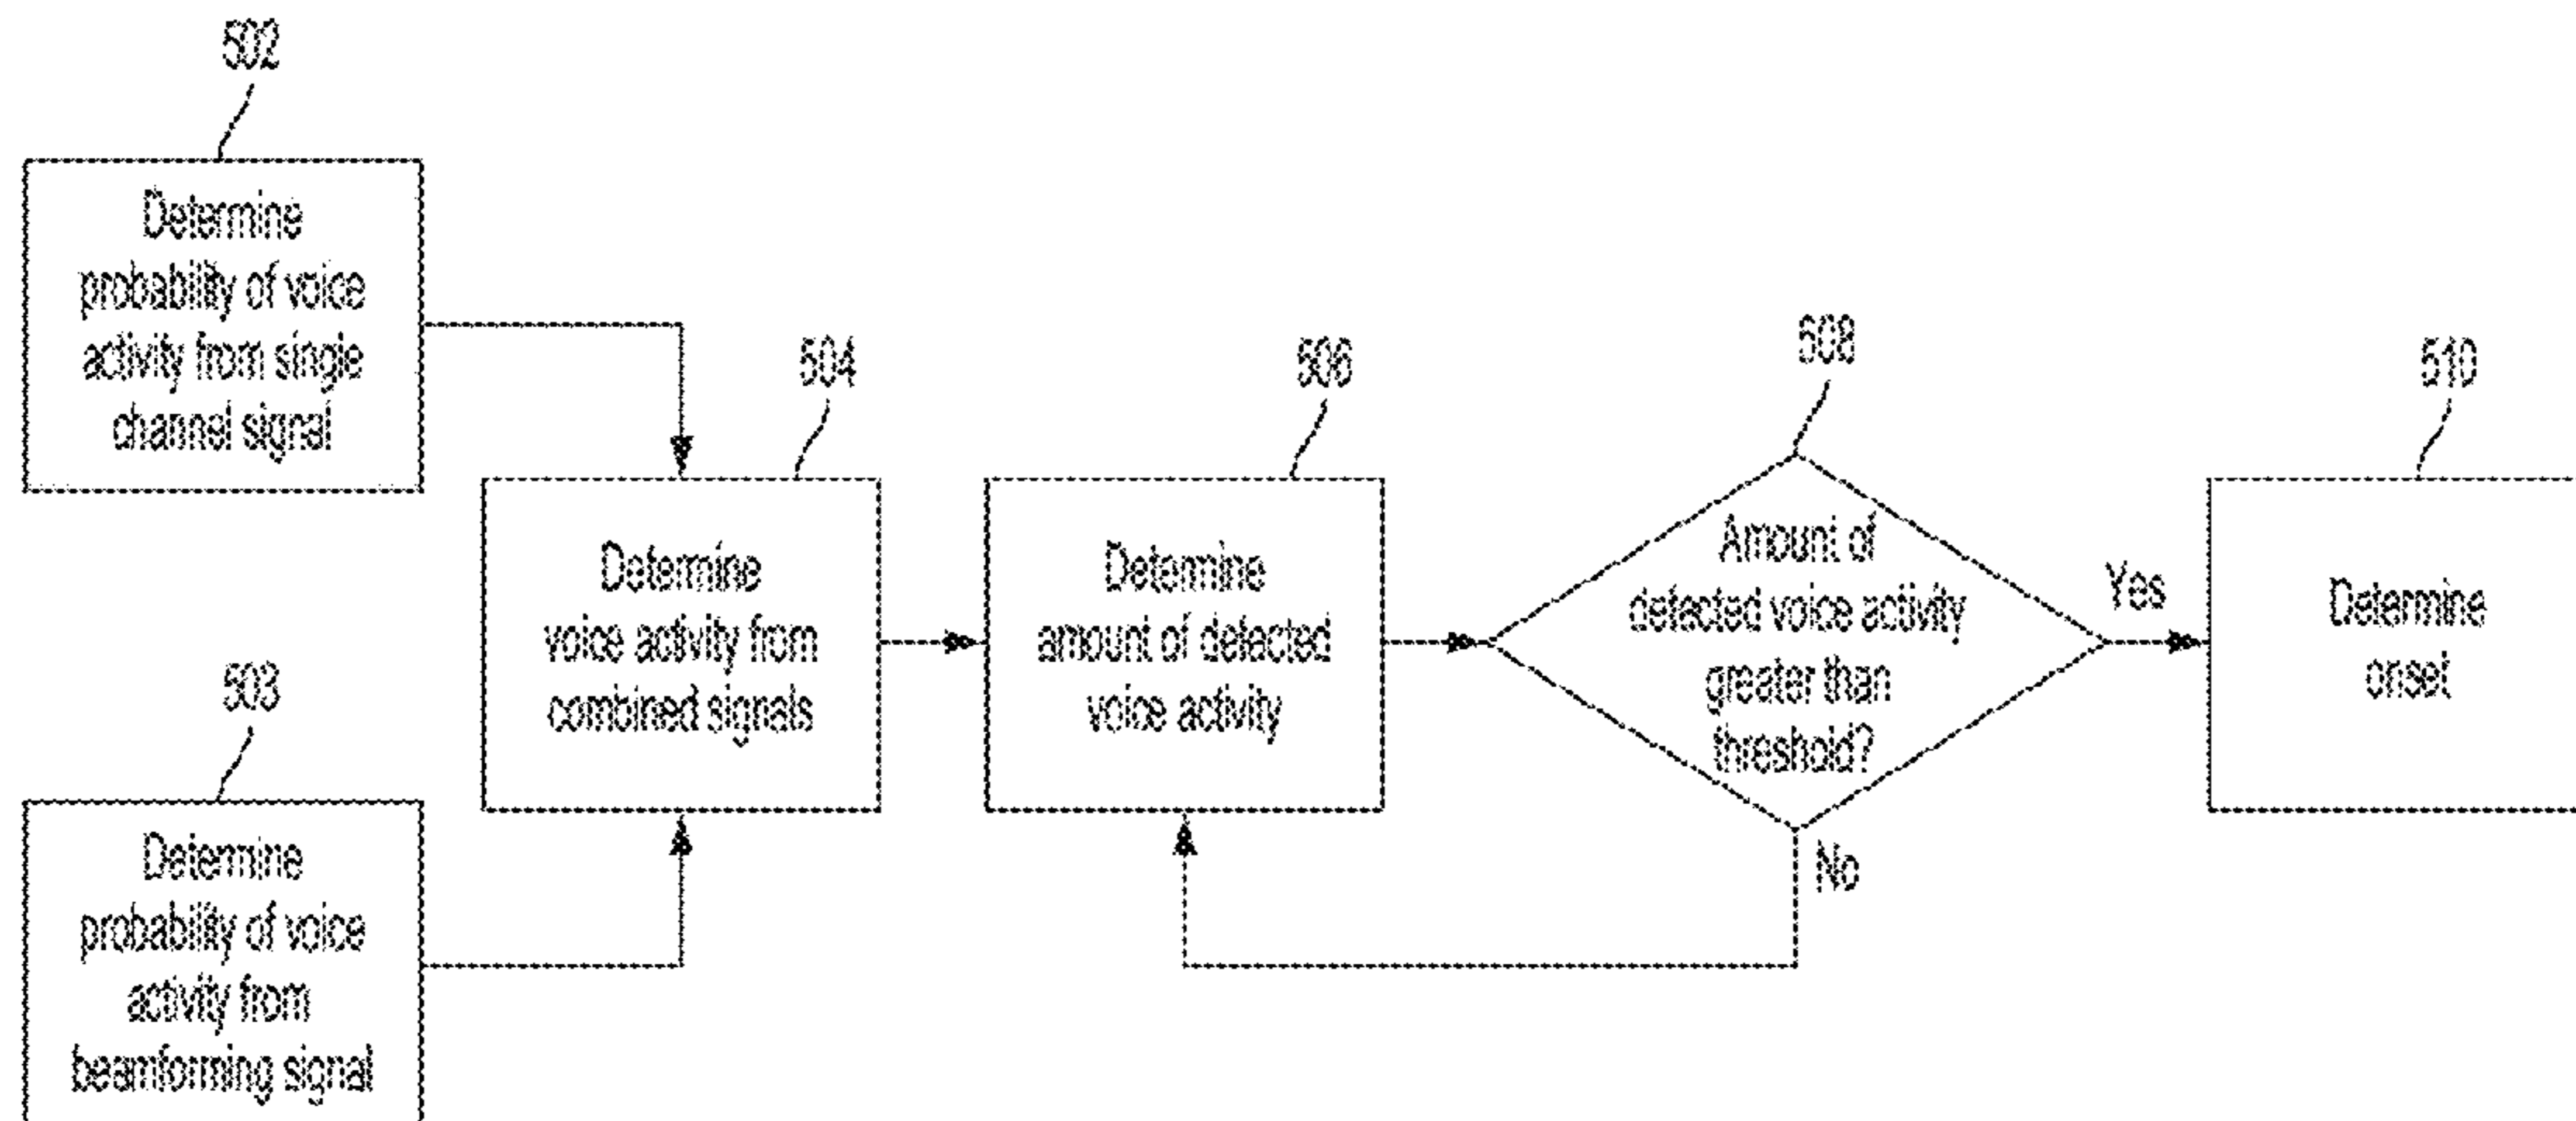 502
Determine
probability of voice
activity from single
channel signal
503
Determine
probability of voice
activity from
beamforming signal
504
Determine
voice activity from
combined signals
506
Determine
amount of detected
voice activity
508
Amount of
detected voice activity
greater than
threshold?
Yes
No
510
Determine
onset